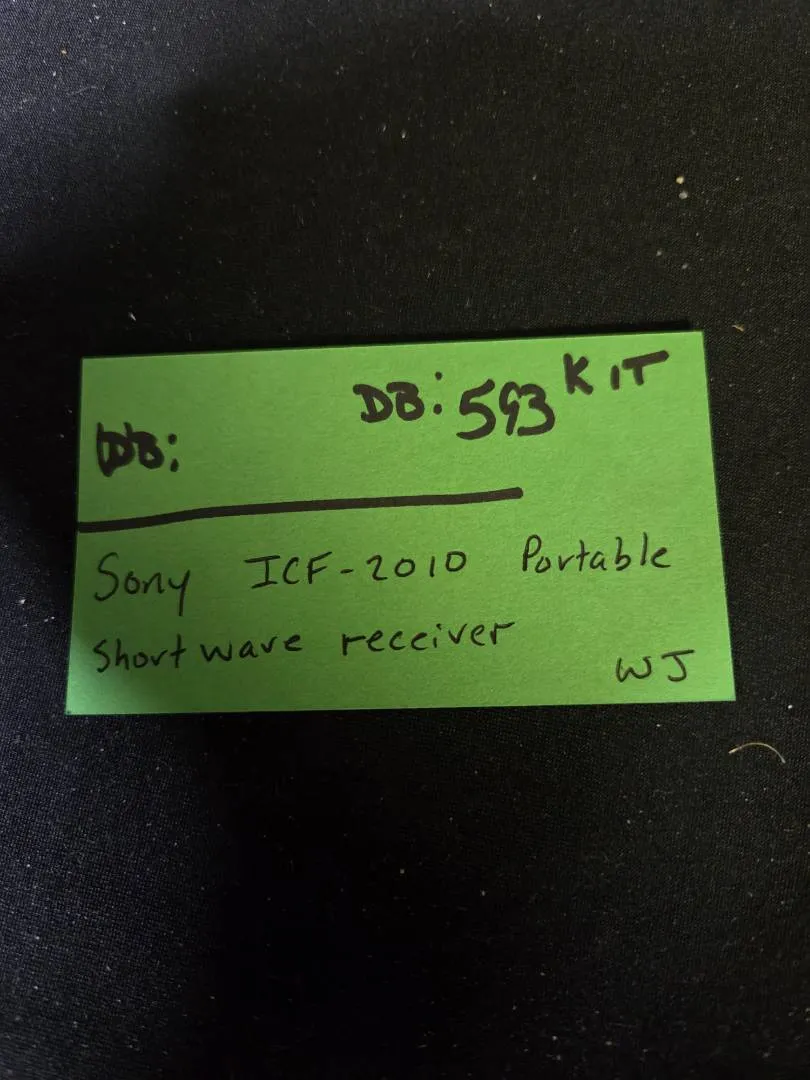 DB: 593 KIT
DB:
Sony ICF-2010 Portable
Shortwave receiver
WJ